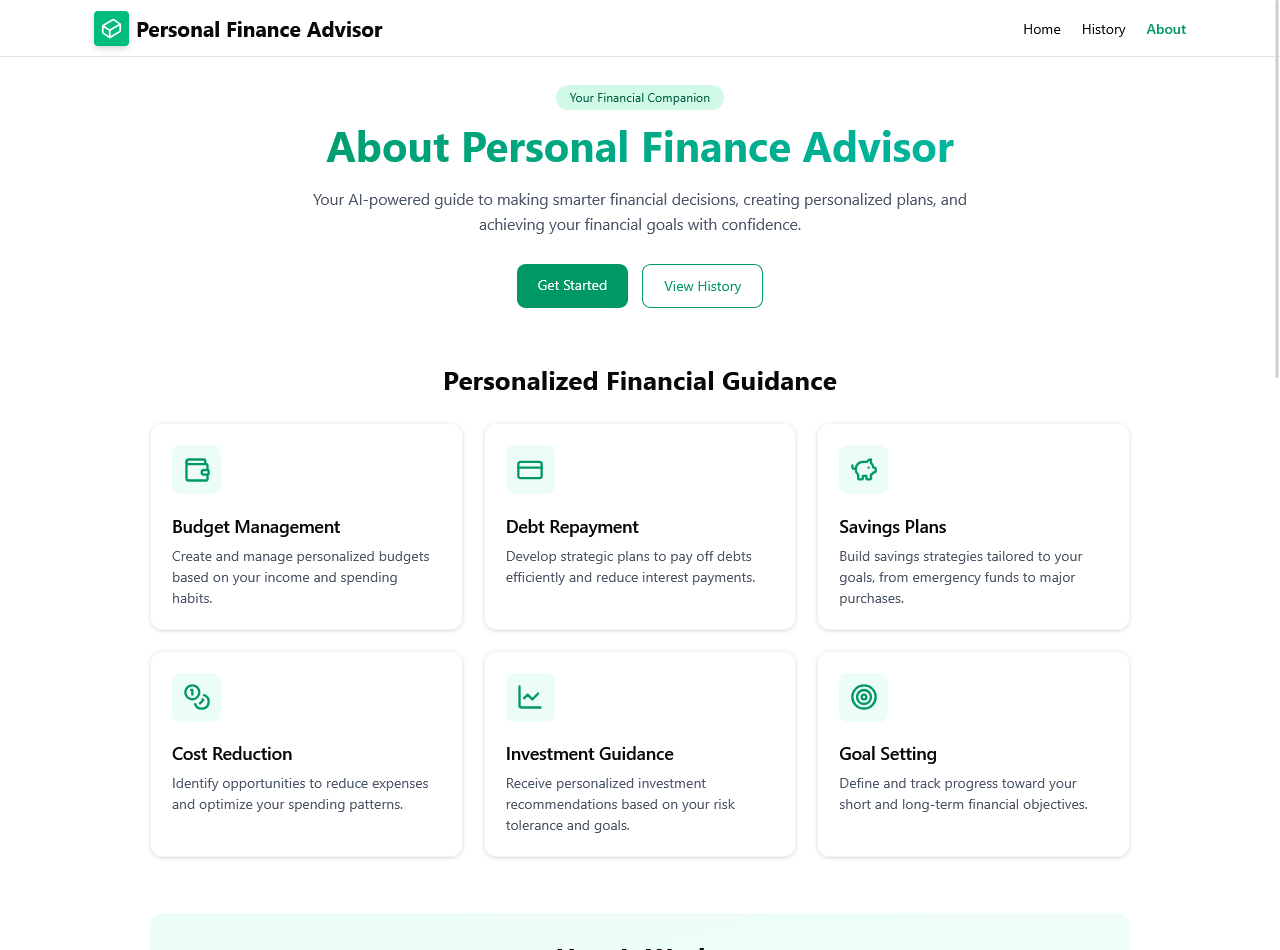 Personal Finance Advisor
Home
History
About
Your Financial Companion
About Personal Finance Advisor
Your AI-powered guide to making smarter financial decisions, creating personalized plans, and
achieving your financial goals with confidence.
Get Started
View History
Personalized Financial Guidance
Budget Management
Create and manage personalized budgets
based on your income and spending
habits.
Debt Repayment
Develop strategic plans to pay off debts
efficiently and reduce interest payments.
Savings Plans
Build savings strategies tailored to your
goals, from emergency funds to major
purchases.
Cost Reduction
Identify opportunities to reduce expenses
and optimize your spending patterns.
Investment Guidance
Receive personalized investment
recommendations based on your risk
tolerance and goals.
Goal Setting
Define and track progress toward your
short and long-term financial objectives.